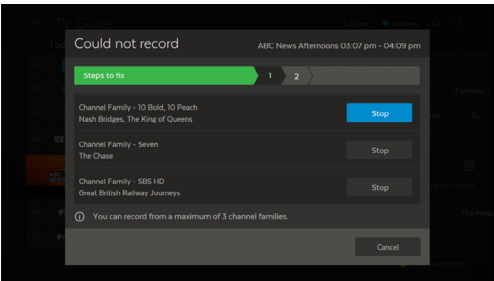 TV Guide
Could not record
ABC News Afternoons 03:07 pm - 04:09 pm
Steps to fix
1
2
Channel Family - 10 Bold, 10 Peach
Nash Bridges, The King of Queens
Stop
Channel Family - Seven
The Chase
Stop
Channel Family - SBS HD
Great British Railway Journeys
Stop
You can record from a maximum of 3 channel families.
Cancel